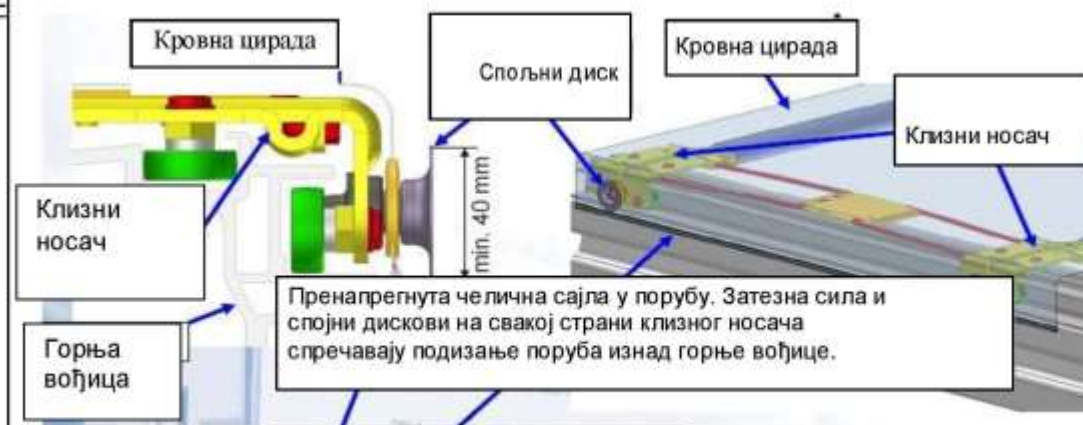 Кровна цирада
Спољни диск
Кровна цирада
Клизни носач
Клизни
носач
min. 40 mm
Пренапрегнута челична сајла у порубу. Затезна сила и
спојни дискови на свакој страни клизног носача
спречавају подизање поруба изнад горње вођице.
Горња
вођица